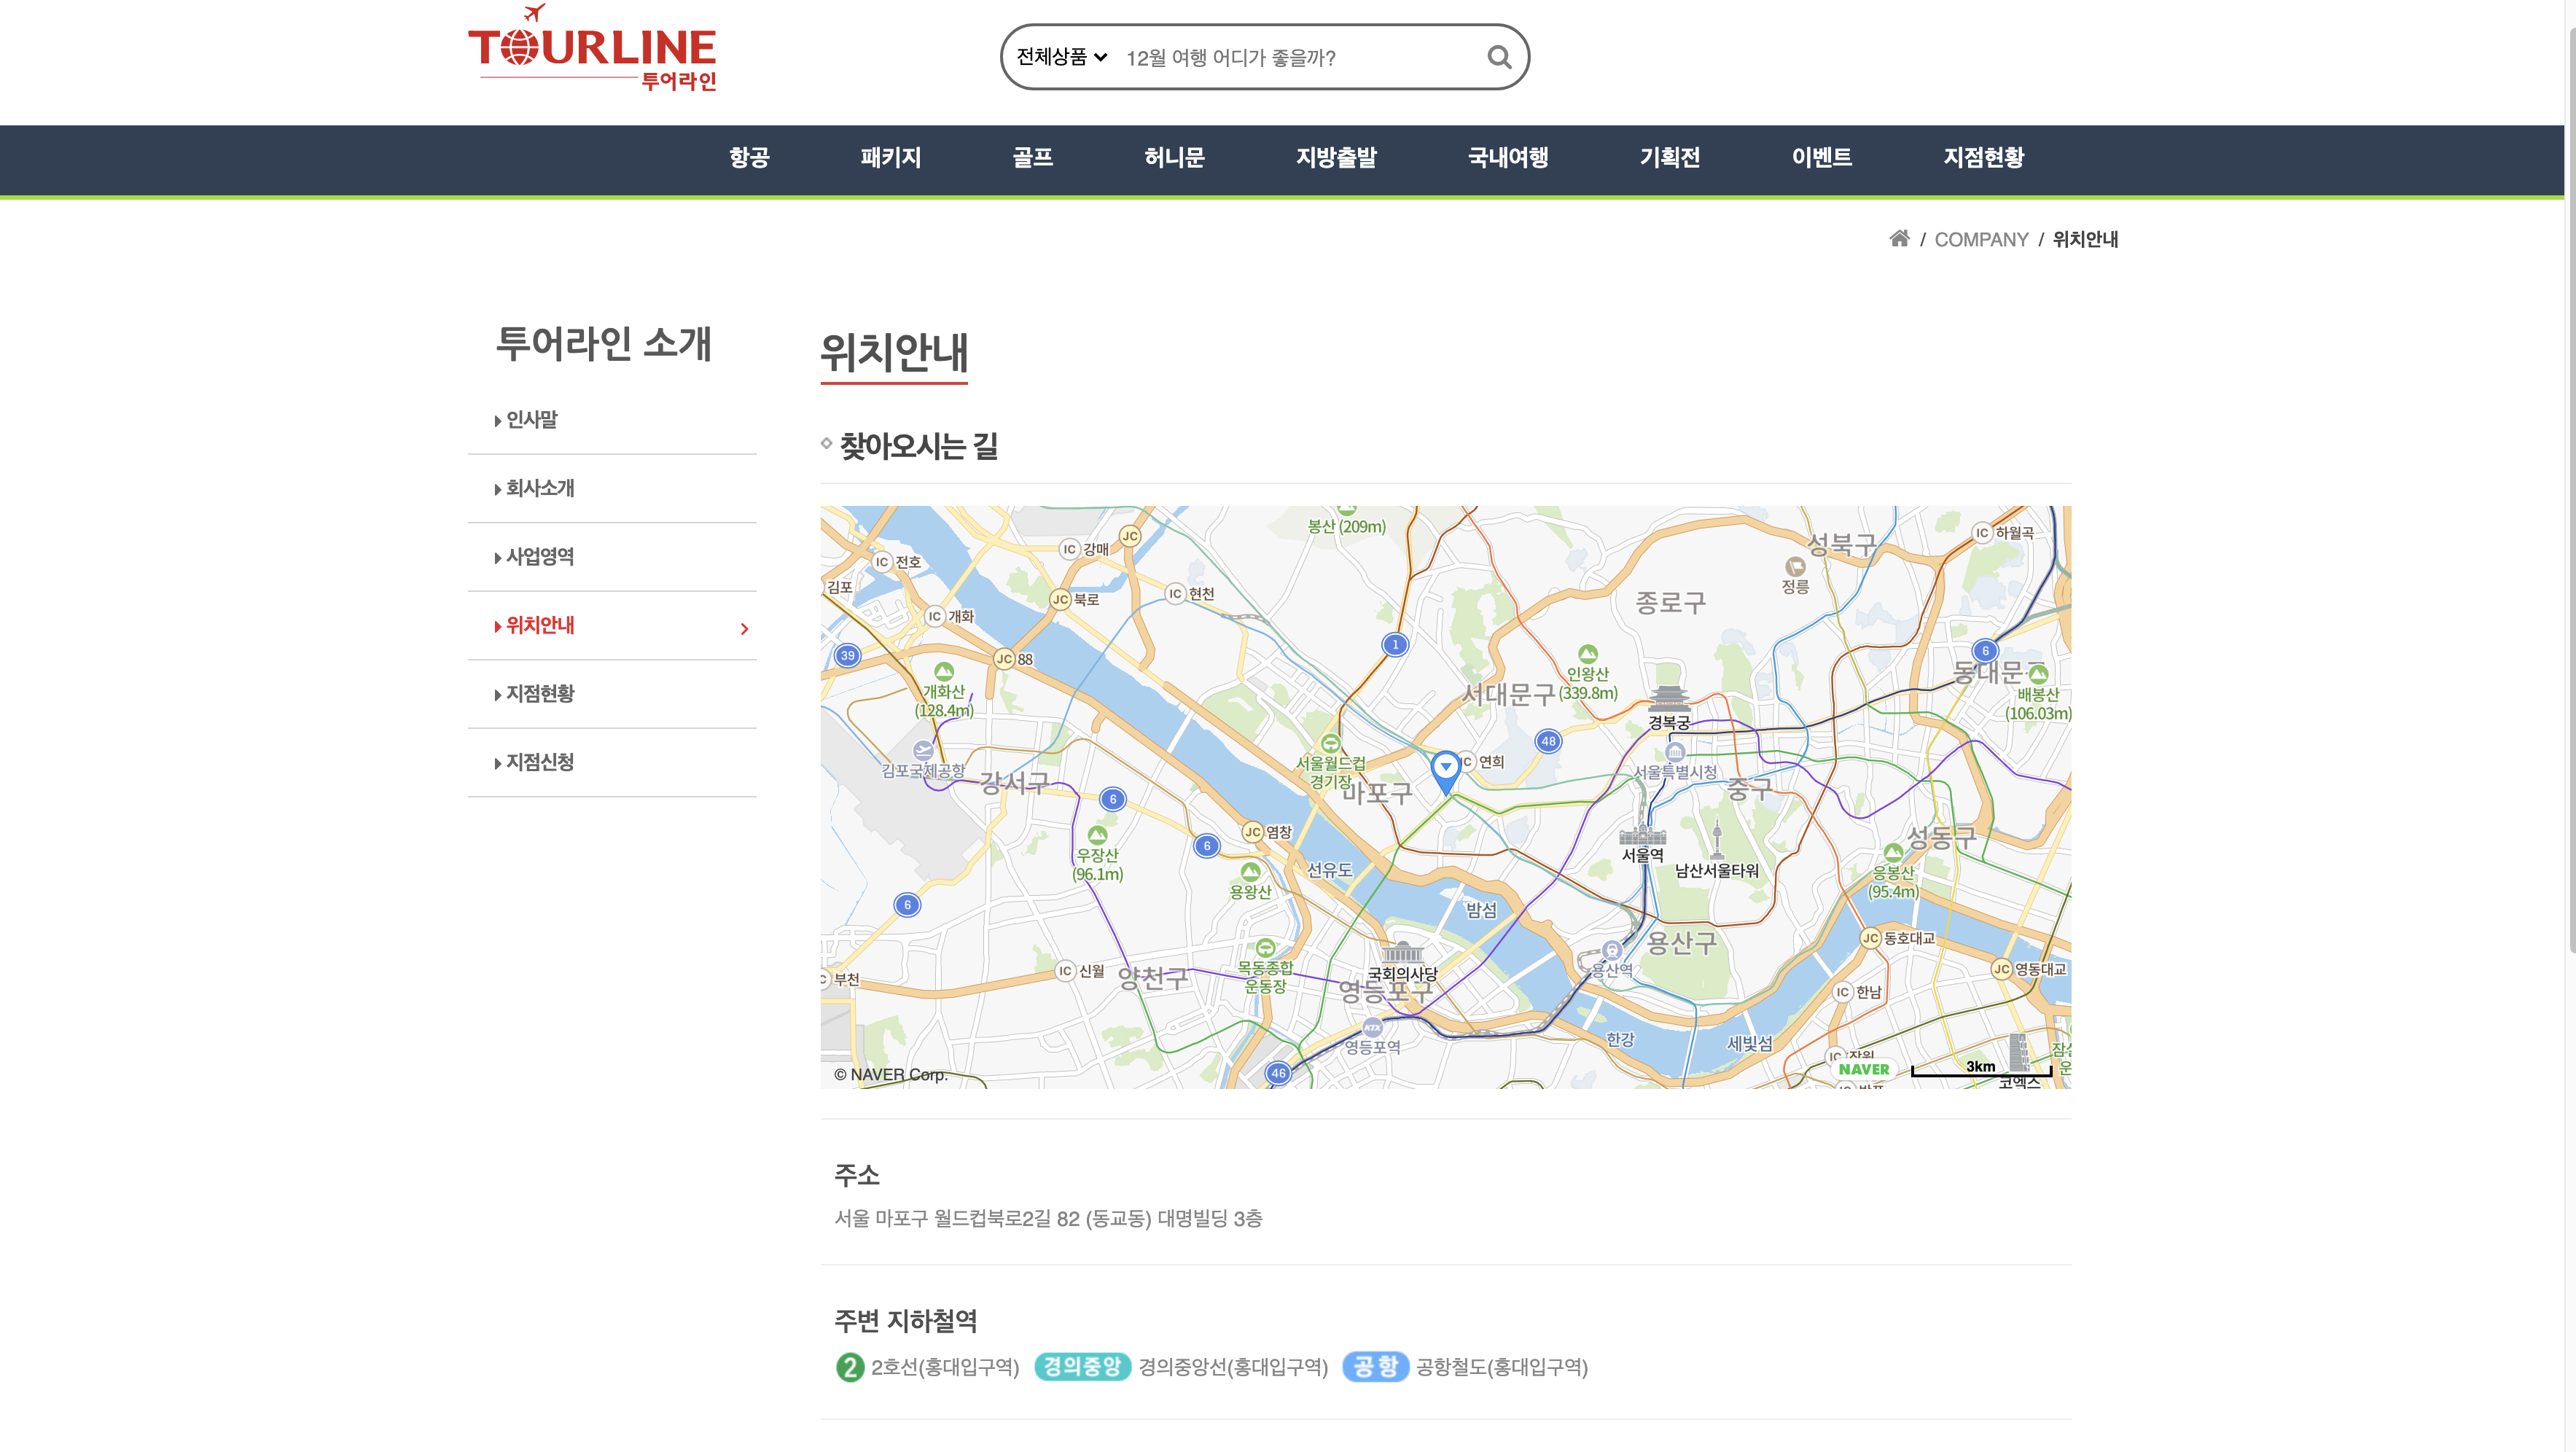 TOURLINE
투어라인
전체상품 12월 여행 어디가 좋을까?
항공 패키지 골프 허니문 지방출발 국내여행 기획전 이벤트 지점현황
/ COMPANY / 위치안내
투어라인 소개
인사말
회사소개
사업영역
위치안내
지점현황
지점신청
위치안내
찾아오시는 길
봉산 (209m)
JC
IC 강매
성북구
IC 하월곡
IC 전호
정릉
김포
IC 현천
JC 북로
종로구
IC 개화
1
6
39
JC 88
동대문구
인왕산
(339.8m)
서대문구
개화산
(128.4m)
배봉산
(106.03m)
경복궁
48
김포국제공항
서울월드컵
경기장
IC 연희
서울특별시청
강서구
마포구
중구
6
JC 염창
성동구
6
우장산
(96.1m)
서울역
남산서울타워
선유도
응봉산
(95.4m)
용왕산
6
밤섬
JC 동호대교
용산구
국회의사당
목동종합
운동장
용산역
JC 영동대교
부천
IC 신월
양천구
영등포구
IC 한남
KTX
영등포역
한강
세빛섬
46
© NAVER Corp.
NAVER
3km
코엑스
주소
서울 마포구 월드컵북로2길 82 (동교동) 대명빌딩 3층
주변 지하철역
2 2호선(홍대입구역) 경의중앙 경의중앙선(홍대입구역) 공항 공항철도(홍대입구역)